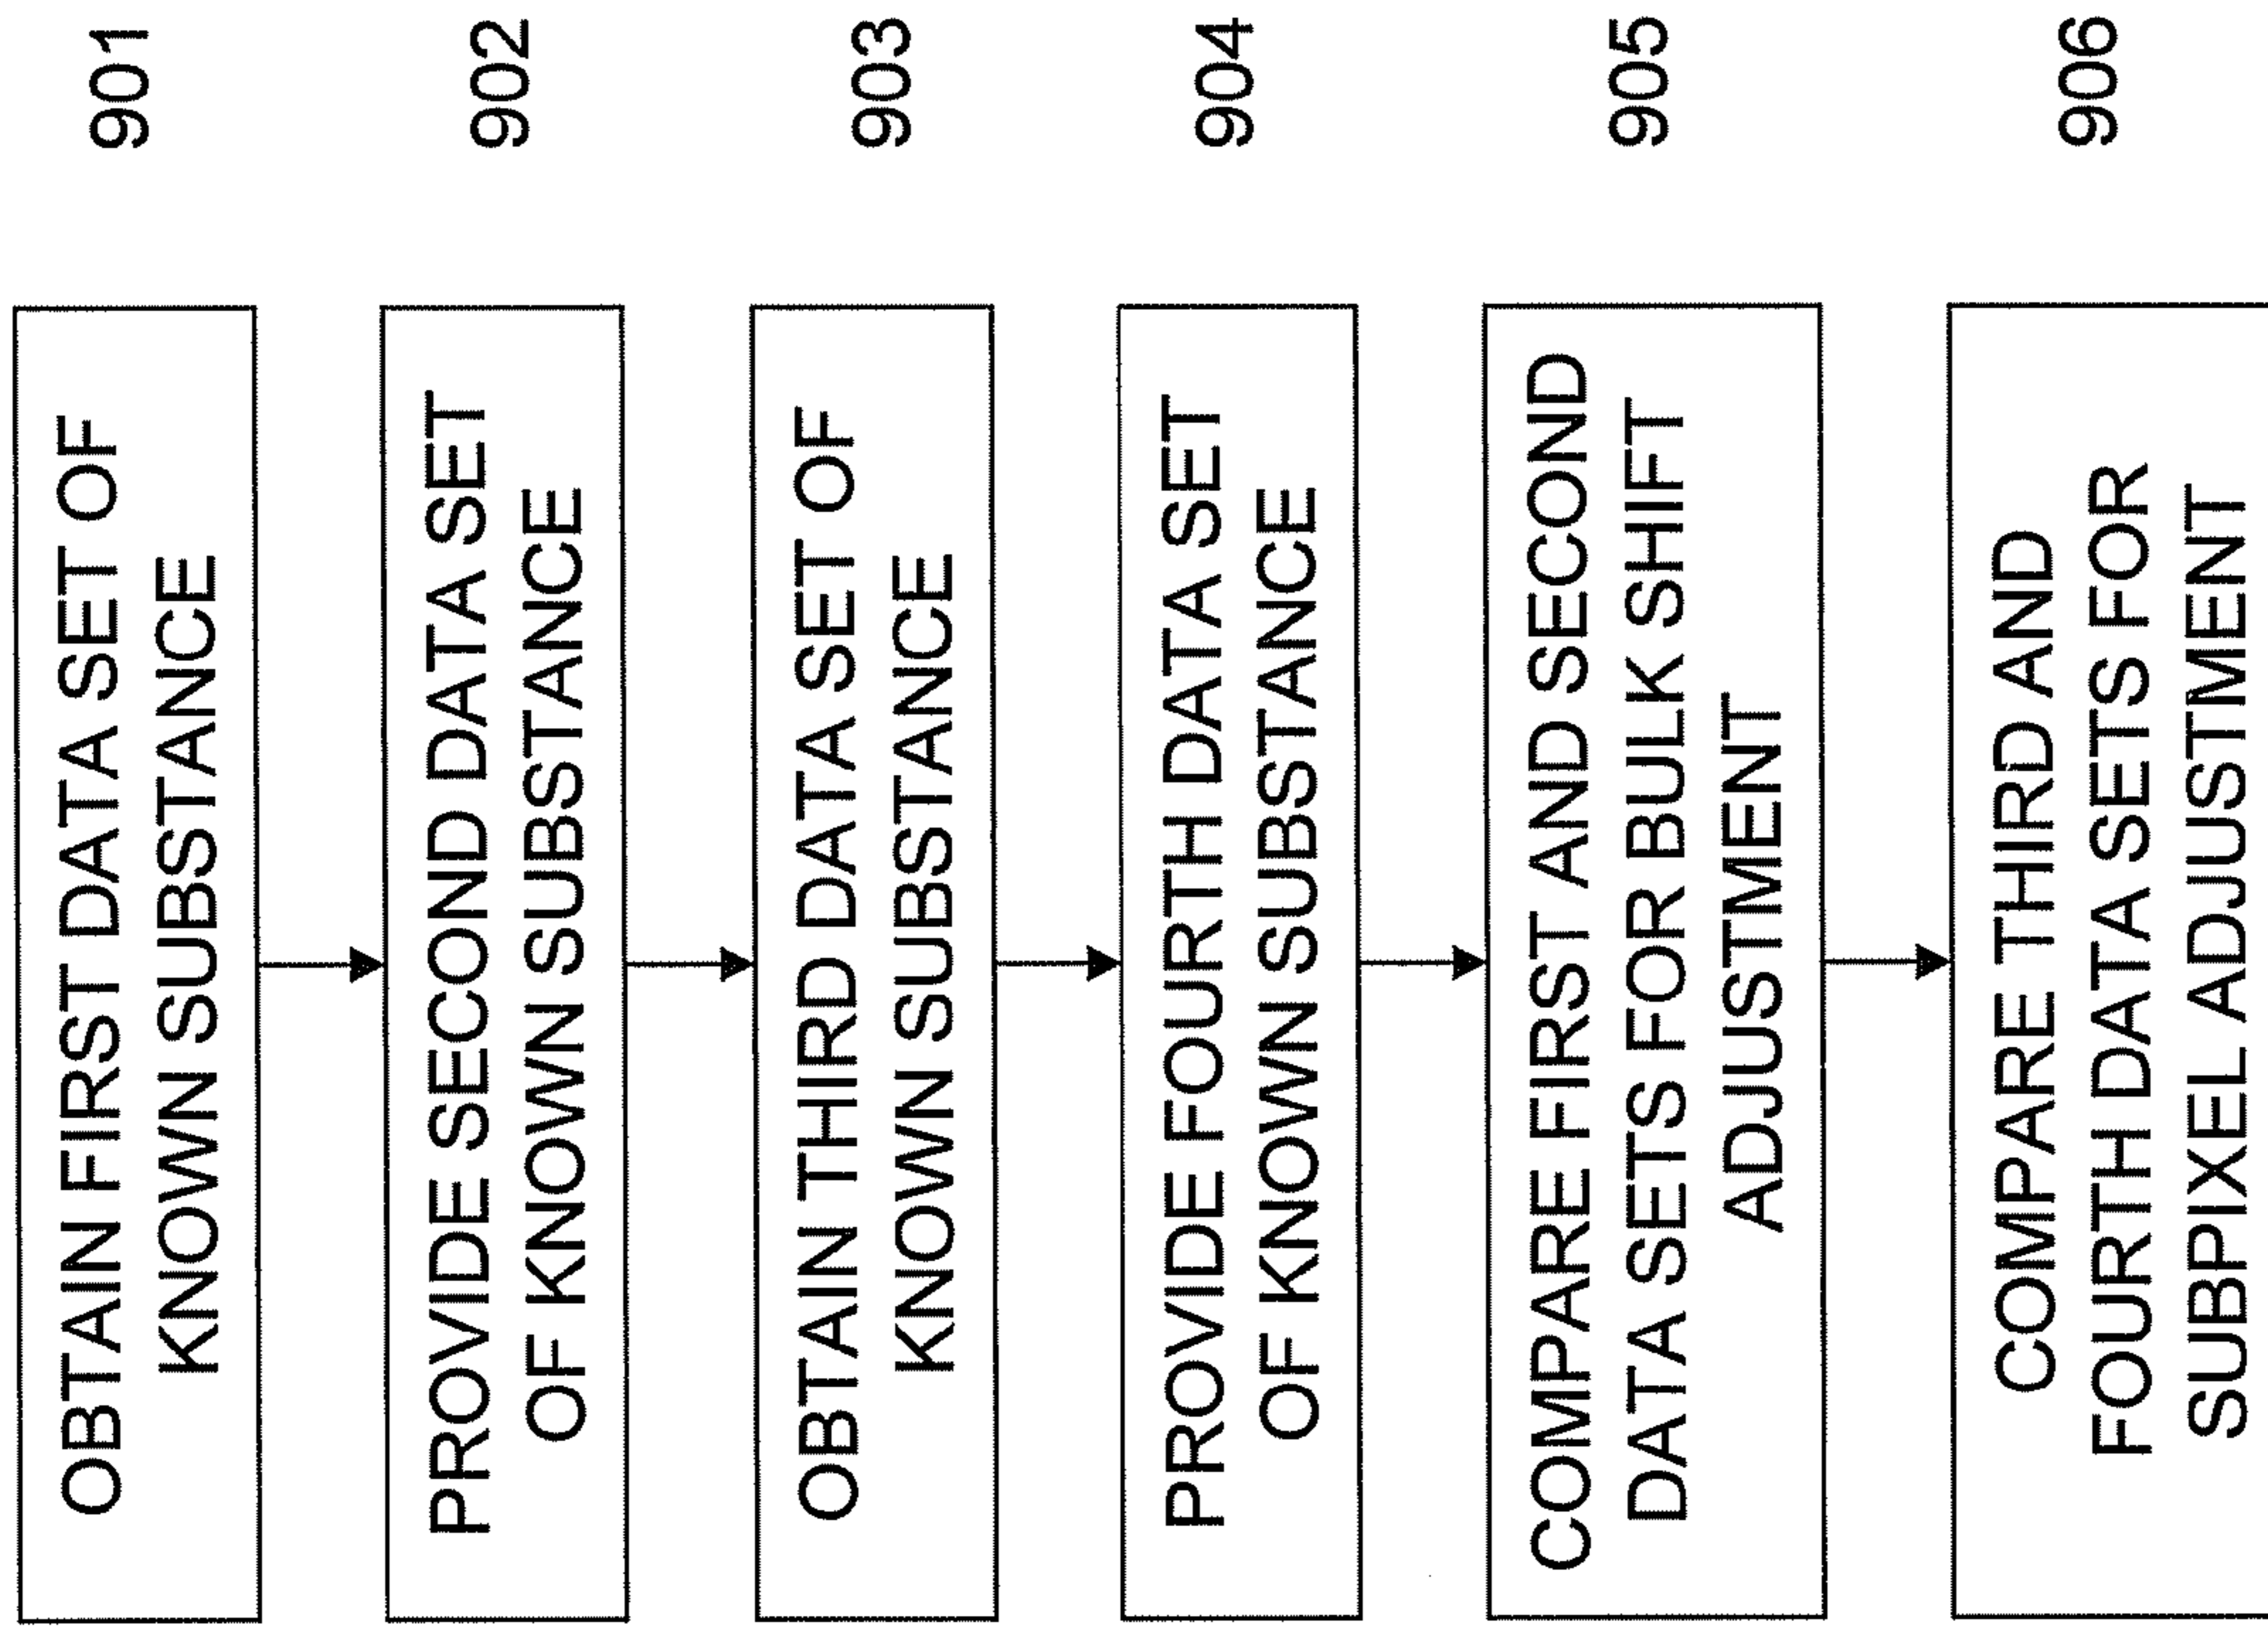 OBTAIN FIRST DATA SET OF
KNOWN SUBSTANCE
901
PROVIDE SECOND DATA SET
OF KNOWN SUBSTANCE
902
OBTAIN THIRD DATA SET OF
KNOWN SUBSTANCE
903
PROVIDE FOURTH DATA SET
OF KNOWN SUBSTANCE
904
COMPARE FIRST AND SECOND
DATA SETS FOR BULK SHIFT
ADJUSTMENT
905
COMPARE THIRD AND
FOURTH DATA SETS FOR
SUBPIXEL ADJUSTMENT
906